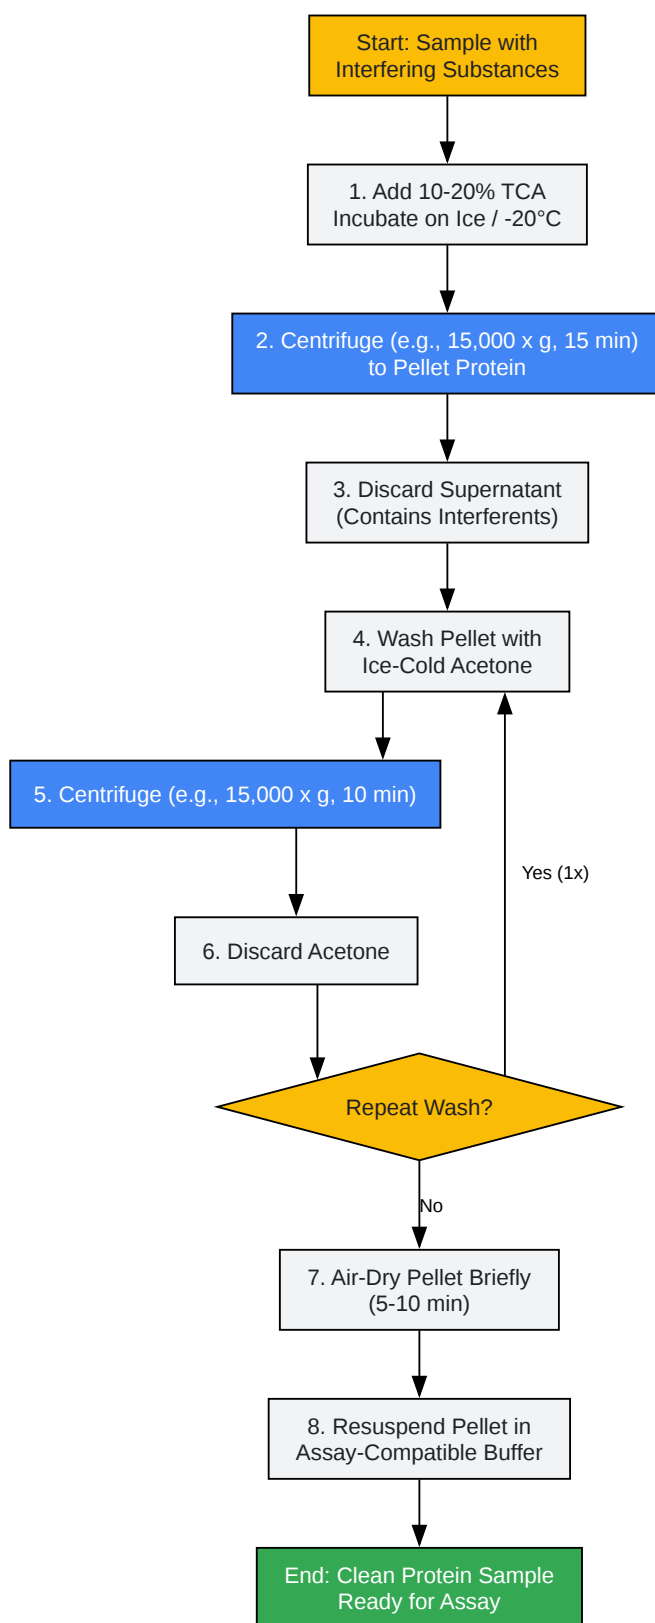 Start: Sample with
Interfering Substances
1. Add 10-20% TCA
Incubate on Ice / -20°C
2. Centrifuge (e.g., 15,000 x g, 15 min)
to Pellet Protein
3. Discard Supernatant
(Contains Interferents)
4. Wash Pellet with
Ice-Cold Acetone
5. Centrifuge (e.g., 15,000 x g, 10 min)
Yes (1x)
6. Discard Acetone
Repeat Wash?
No
7. Air-Dry Pellet Briefly
(5-10 min)
8. Resuspend Pellet in
Assay-Compatible Buffer
End: Clean Protein Sample
Ready for Assay